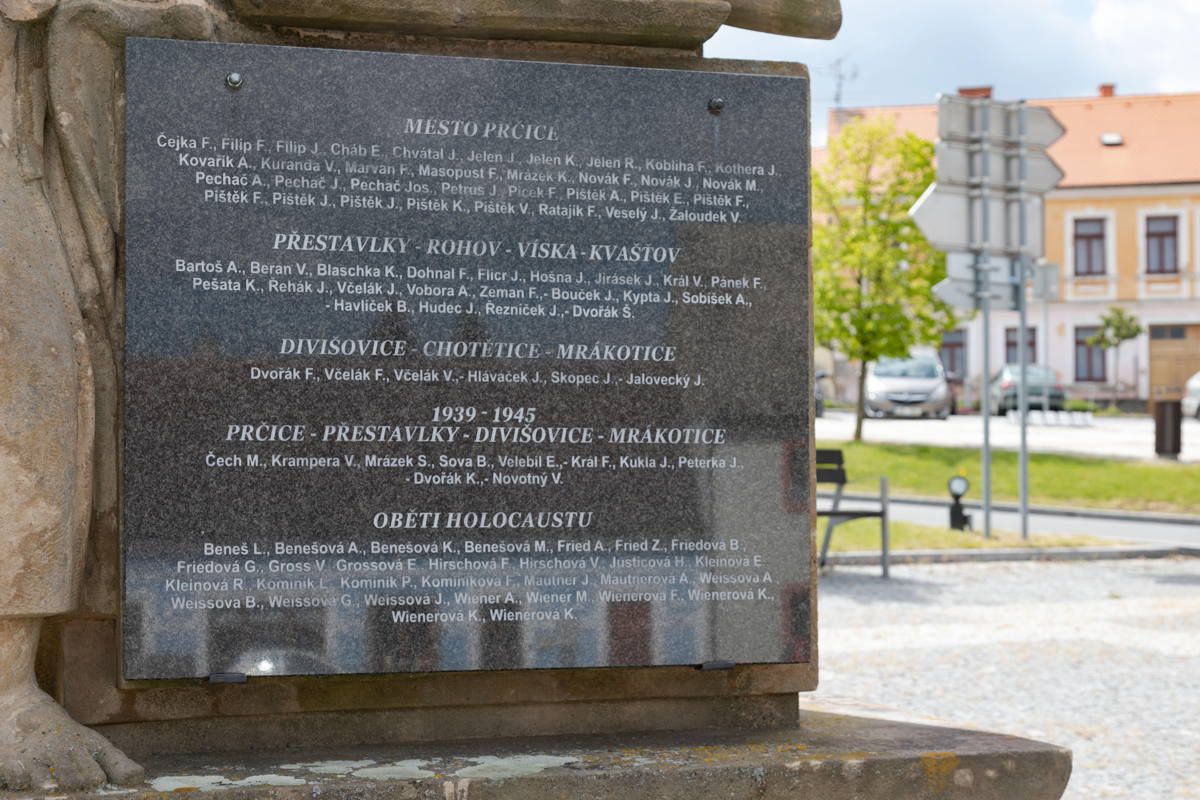 MĚSTO PRČICE
Čejka F., Filip F., Filip J., Cháb E., Chvátal J., Jelen J., Jelen K., Jelen R., Kobliha F., Kothera J.,
Kovařík A., Kuranda V., Marvan F., Masopust F., Mrázek K., Novák F., Novák J., Novák M.,
Pechač A., Pechač J., Pechač Jos., Petrus J., Picek F., Pištěk A., Pištěk E., Pištěk F.,
Pištěk F., Pištěk J., Pištěk J., Pištěk K., Pištěk V., Ratajík F., Veselý J., Žaloudek V.
PŘESTAVLKY - ROHOV - VÍSKA - KVAŠŤOV
Bartoš A., Beran V., Blaschka K., Dohnal F., Flicr J., Hošna J., Jirásek J., Král V., Pánek F.,
Pešata K., Řehák J., Včelák J., Vobora A., Zeman F.,- Bouček J., Kypta J., Sobíšek A.,
- Havlíček B., Hudec J., Řezníček J.,- Dvořák Š.
DIVIŠOVICE - CHOTĚTICE - MRÁKOTICE
Dvořák F., Včelák F., Včelák V.,- Hlaváček J., Skopec J.,- Jalovecký J.
1939 - 1945
PRČICE - PŘESTAVLKY - DIVIŠOVICE - MRÁKOTICE
Čech M., Krampera V., Mrázek S., Sova B., Velebil E.,- Král F., Kukla J., Peterka J.,
- Dvořák K.,- Novotný V.
OBĚTI HOLOCAUSTU
Beneš L., Benešová A., Benešová K., Benešová M., Fried A., Fried Z., Friedová B.,
Friedová G., Gross V., Grossová E., Hirschová F., Hirschová V., Justicová H., Kleinová E.,
Kleinová R., Kominík L., Kominík P., Kominíkova F., Mautner J., Mautnerová A., Weissová A.,
Weissová B., Weissová G., Weissová J., Wiener A., Wiener M., Wienerová F., Wienerová K.,
Wienerová K., Wienerová K.